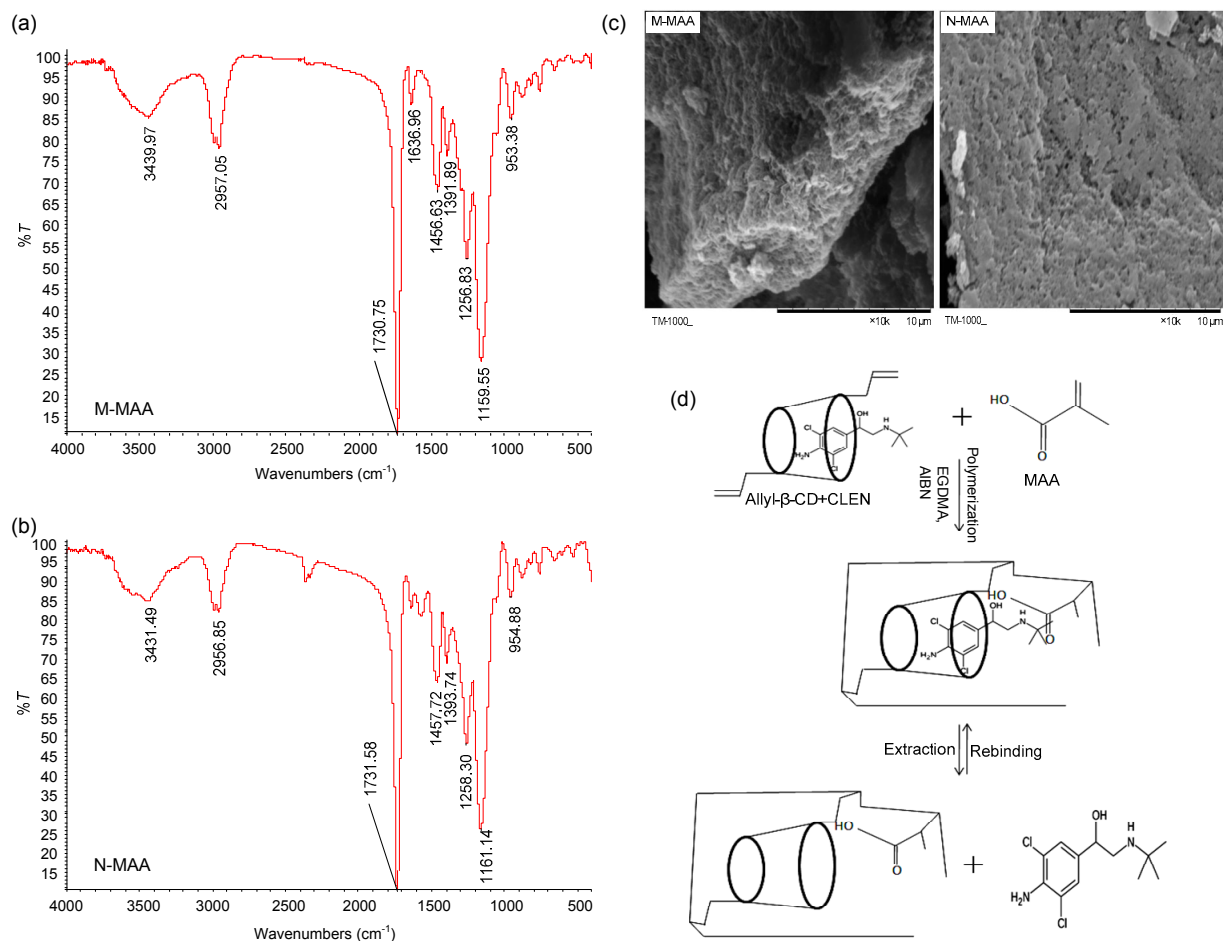 (a)
100
95
90
85
80
75
70
65
60
55
50
45
40
35
30
25
20
15
%T
3439.97
2957.05
1730.75
1636.96
1456.63
1391.89
1256.83
1159.55
953.38
M-MAA
4000
3000
2000
1500
1000
500
Wavenumbers (cm-1)
(b)
100
95
90
85
80
75
70
65
60
55
50
45
40
35
30
25
20
15
%T
3431.49
2956.85
1731.58
1457.72
1393.74
1258.30
1161.14
954.88
N-MAA
4000
3000
2000
1500
1000
500
Wavenumbers (cm-1)
(c)
M-MAA
N-MAA
TM-1000_
×10k 10 μm
TM-1000_
×10k 10 μm
(d)
Cl
OH
H
N
H2N
Cl
Allyl-β-CD+CLEN
+
HO
O
MAA
Polymerization
EGDMA,
AIBN
HO
O
OH
H
N
Cl
H2N
Cl
Extraction
Rebinding
HO
O
+
OH
H
N
Cl
H2N
Cl